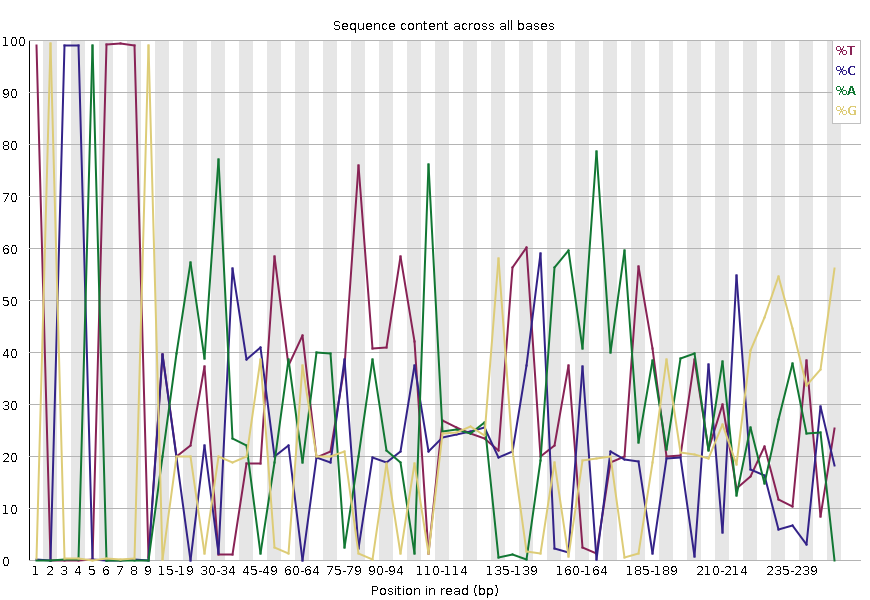 Sequence content across all bases
100
90
80
70
60
50
40
30
20
10
0
%T
%C
%A
%G
1 2 3 4 5 6 7 8 9 15-19 30-34 45-49 60-64 75-79 90-94 110-114 135-139 160-164 185-189 210-214 235-239
Position in read (bp)